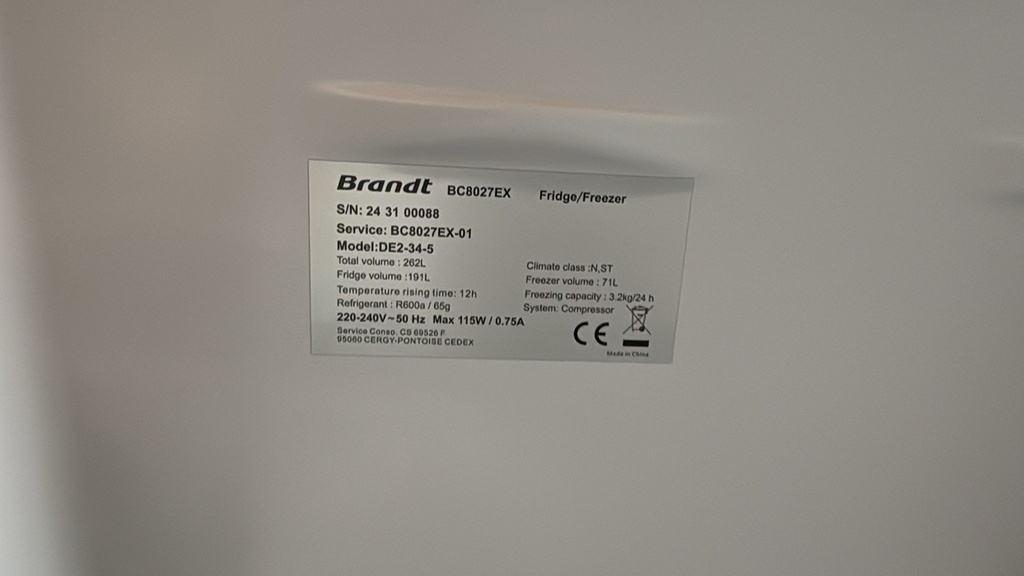 Brandt BC8027EX Fridge/Freezer
S/N: 24 31 00088
Service: BC8027EX-01
Model:DE2-34-5
Total volume : 262L
Climate class :N,ST
Fridge volume :191L
Freezer volume : 71L
Temperature rising time: 12h
Freezing capacity : 3.2kg/24 h
Refrigerant : R600a / 65g
System: Compressor
220-240V~50 Hz Max 115W / 0.75A
Service Conso. CS 69526 F
95060 CERGY-PONTOISE CEDEX
CE
Made in China